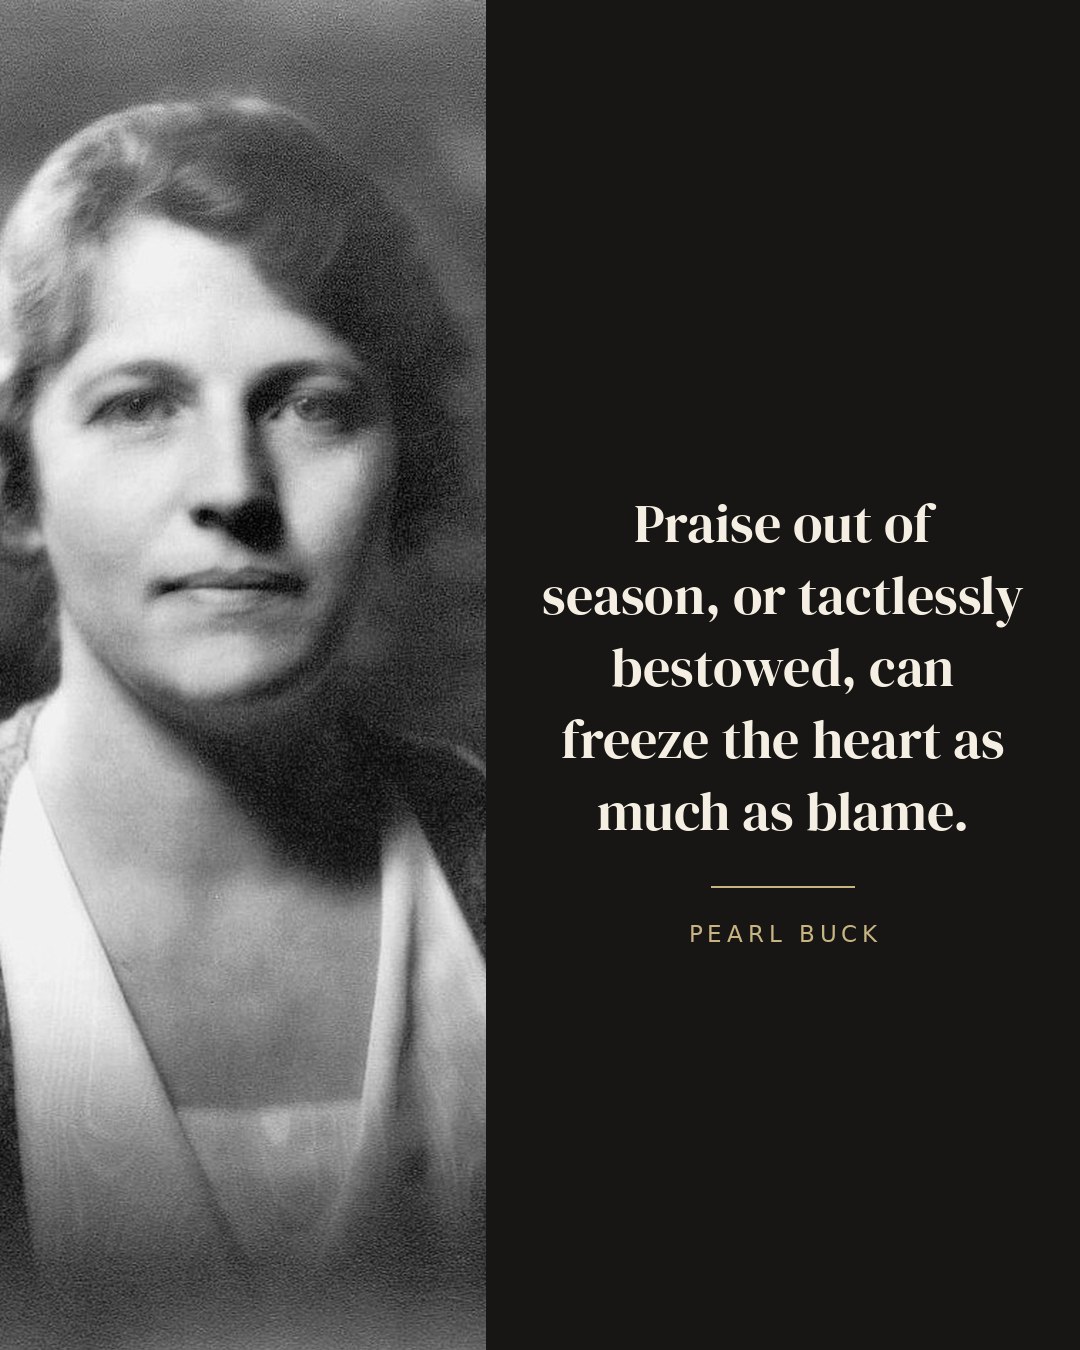 Praise out of
season, or tactlessly
bestowed, can
freeze the heart as
much as blame.
PEARL BUCK